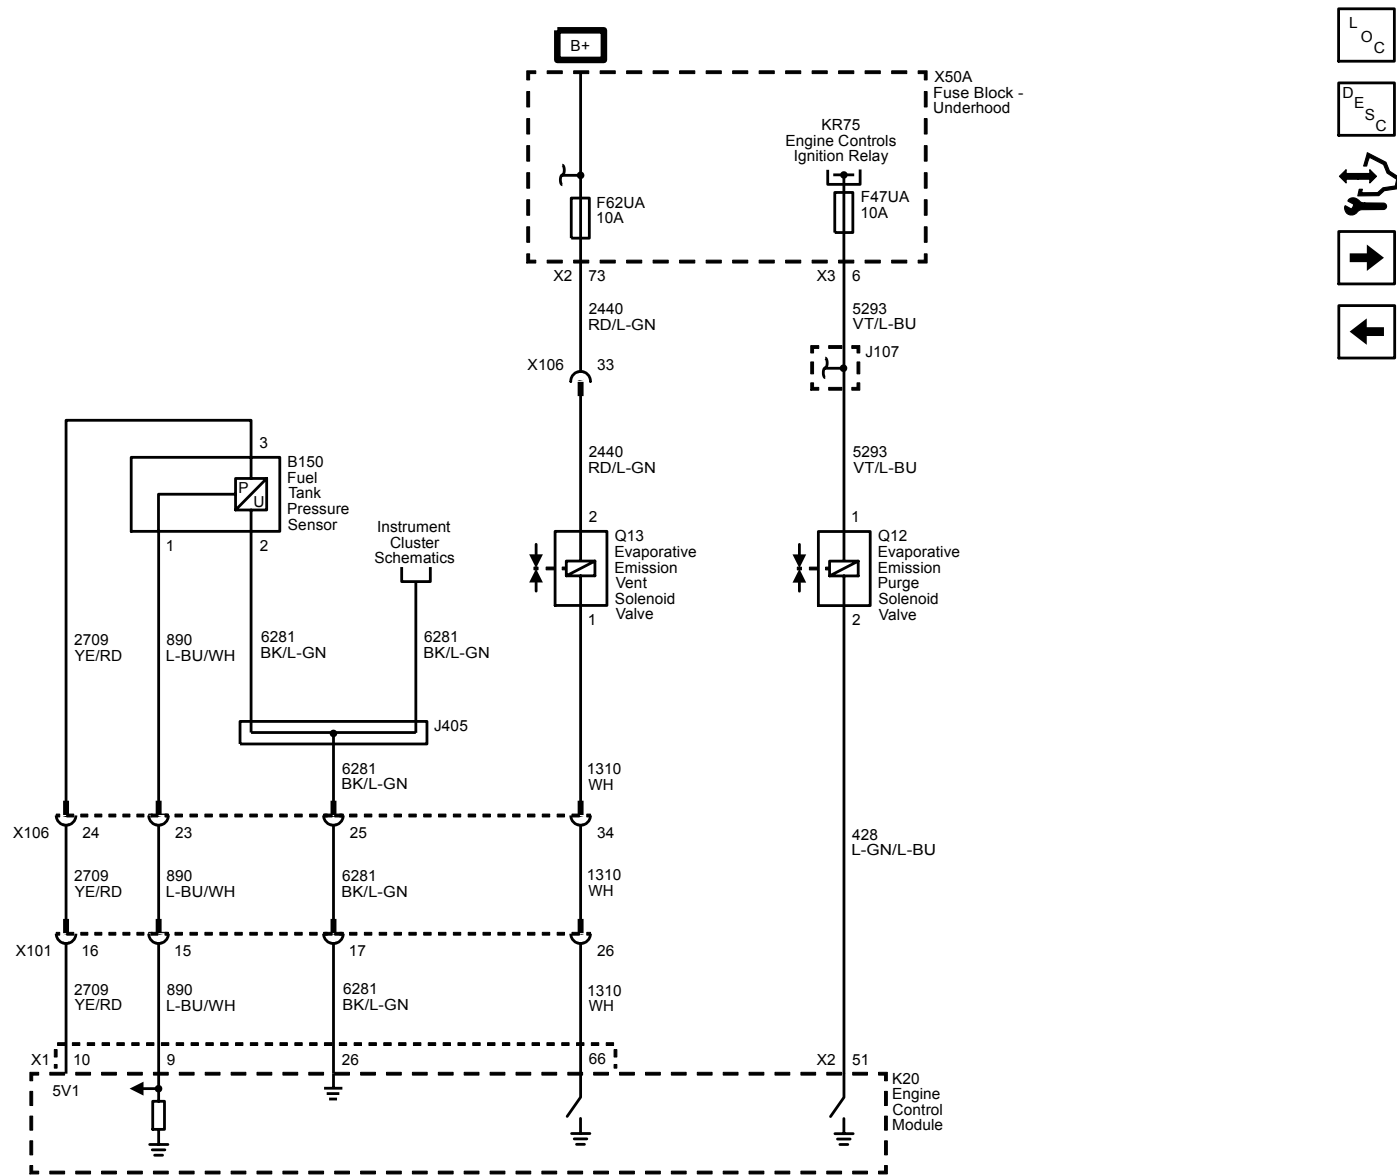 B+
L
O
C
D
E
S
C
X50A
Fuse Block -
Underhood
KR75
Engine Controls
Ignition Relay
F62UA
10A
F47UA
10A
X2 73
X3 6
2440
RD/L-GN
5293
VT/L-BU
J107
X106 33
3
B150
Fuel
Tank
Pressure
Sensor
P
U
1
2
2440
RD/L-GN
5293
VT/L-BU
Instrument
Cluster
Schematics
2
Q13
Evaporative
Emission
Vent
Solenoid
Valve
1
1
Q12
Evaporative
Emission
Purge
Solenoid
Valve
2
2709
YE/RD
890
L-BU/WH
6281
BK/L-GN
6281
BK/L-GN
J405
6281
BK/L-GN
1310
WH
X106 24 23 25 34
428
L-GN/L-BU
2709
YE/RD
890
L-BU/WH
6281
BK/L-GN
1310
WH
X101 16 15 17 26
2709
YE/RD
890
L-BU/WH
6281
BK/L-GN
1310
WH
X1 10 9 26 66
X2 51
5V1
K20
Engine
Control
Module